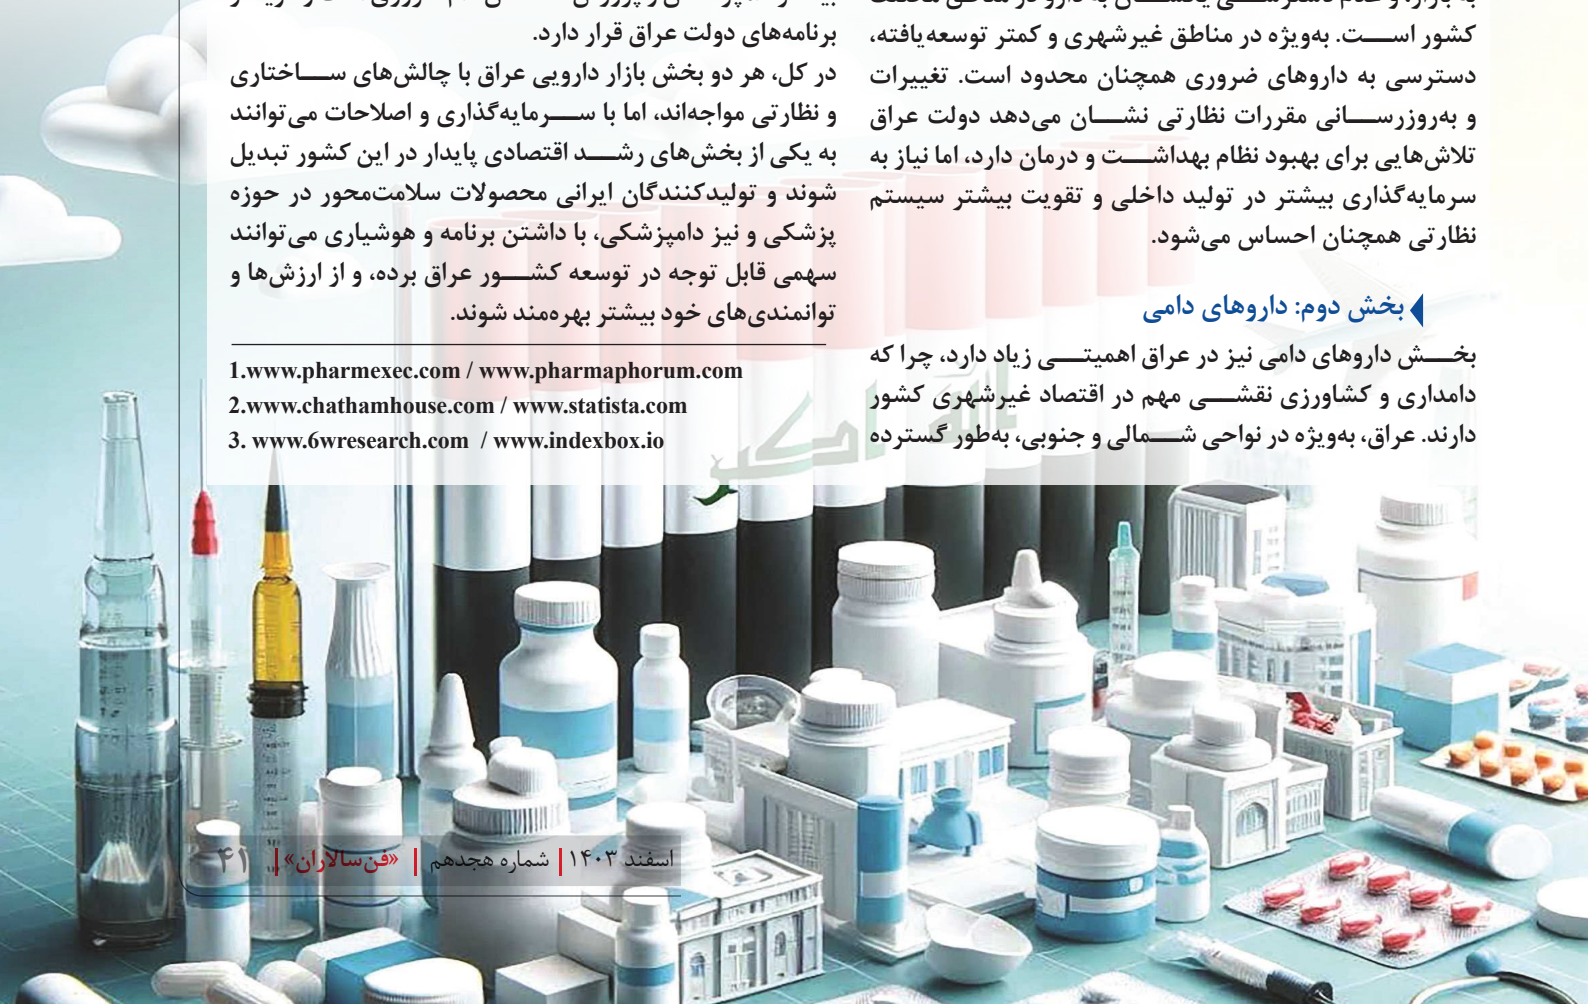 کشور است. به‌ویژه در مناطق غیرشهری و کمتر توسعه‌یافته،
دسترسی به داروهای ضروری همچنان محدود است. تغییرات
و به‌روزرسانی مقررات نظارتی نشان می‌دهد دولت عراق
تلاش‌هایی برای بهبود نظام بهداشت و درمان دارد، اما نیاز به
سرمایه‌گذاری بیشتر در تولید داخلی و تقویت بیشتر سیستم
نظارتی همچنان احساس می‌شود.
بخش دوم: داروهای دامی
بخش داروهای دامی نیز در عراق اهمیتی زیاد دارد، چرا که
دامداری و کشاورزی نقشی مهم در اقتصاد غیرشهری کشور
دارند. عراق، به‌ویژه در نواحی شمالی و جنوبی، به‌طور گسترده
برنامه‌های دولت عراق قرار دارد.
در کل، هر دو بخش بازار دارویی عراق با چالش‌های ساختاری
و نظارتی مواجه‌اند، اما با سرمایه‌گذاری و اصلاحات می‌توانند
به یکی از بخش‌های رشد اقتصادی پایدار در این کشور تبدیل
شوند و تولیدکنندگان ایرانی محصولات سلامت‌محور در حوزه
پزشکی و نیز دامپزشکی، با داشتن برنامه و هوشیاری می‌توانند
سهمی قابل توجه در توسعه کشور عراق برده، و از ارزش‌ها و
توانمندی‌های خود بیشتر بهره‌مند شوند.
1.www.pharmexec.com / www.pharmaphorum.com
2.www.chathamhouse.com / www.statista.com
3. www.6wresearch.com / www.indexbox.io
الله اكبر
اسفند ۱۴۰۳ | شماره هجدهم | «فن‌سالاران» | ۴۱